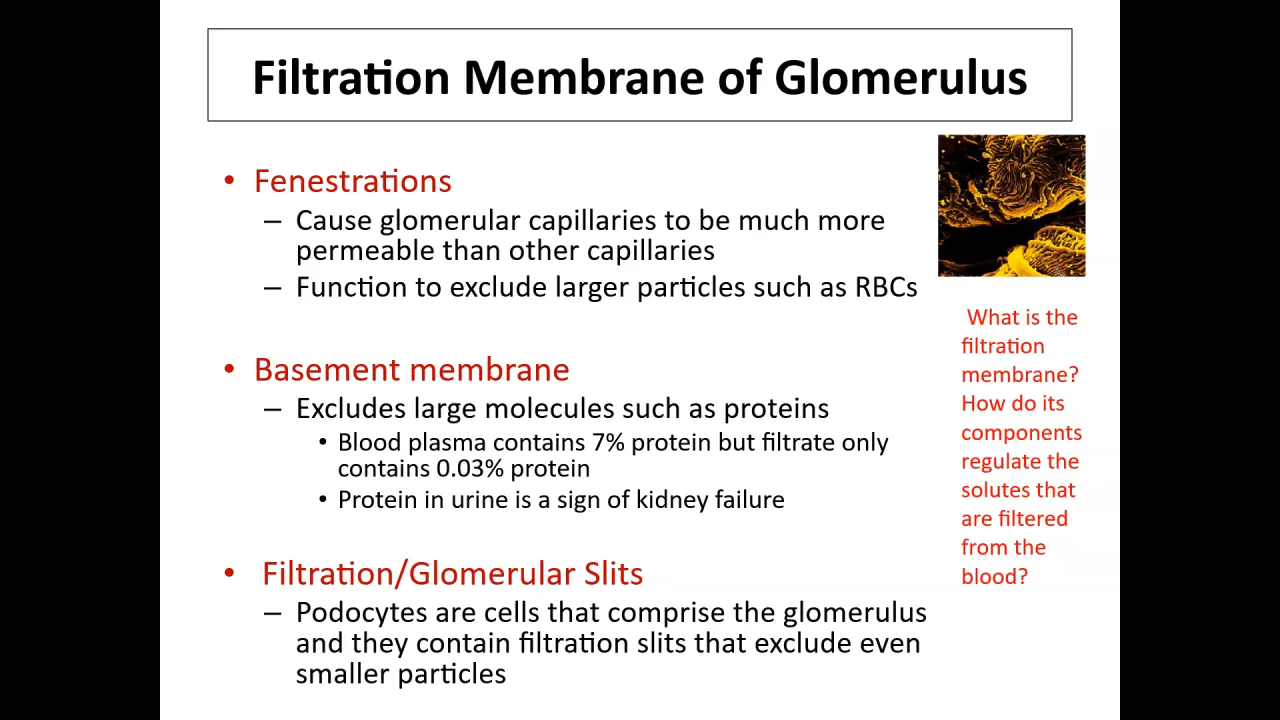 Filtration Membrane of Glomerulus
• Fenestrations
– Cause glomerular capillaries to be much more
permeable than other capillaries
– Function to exclude larger particles such as RBCs
• Basement membrane
– Excludes large molecules such as proteins
• Blood plasma contains 7% protein but filtrate only
contains 0.03% protein
• Protein in urine is a sign of kidney failure
• Filtration/Glomerular Slits
– Podocytes are cells that comprise the glomerulus
and they contain filtration slits that exclude even
smaller particles
What is the
filtration
membrane?
How do its
components
regulate the
solutes that
are filtered
from the
blood?